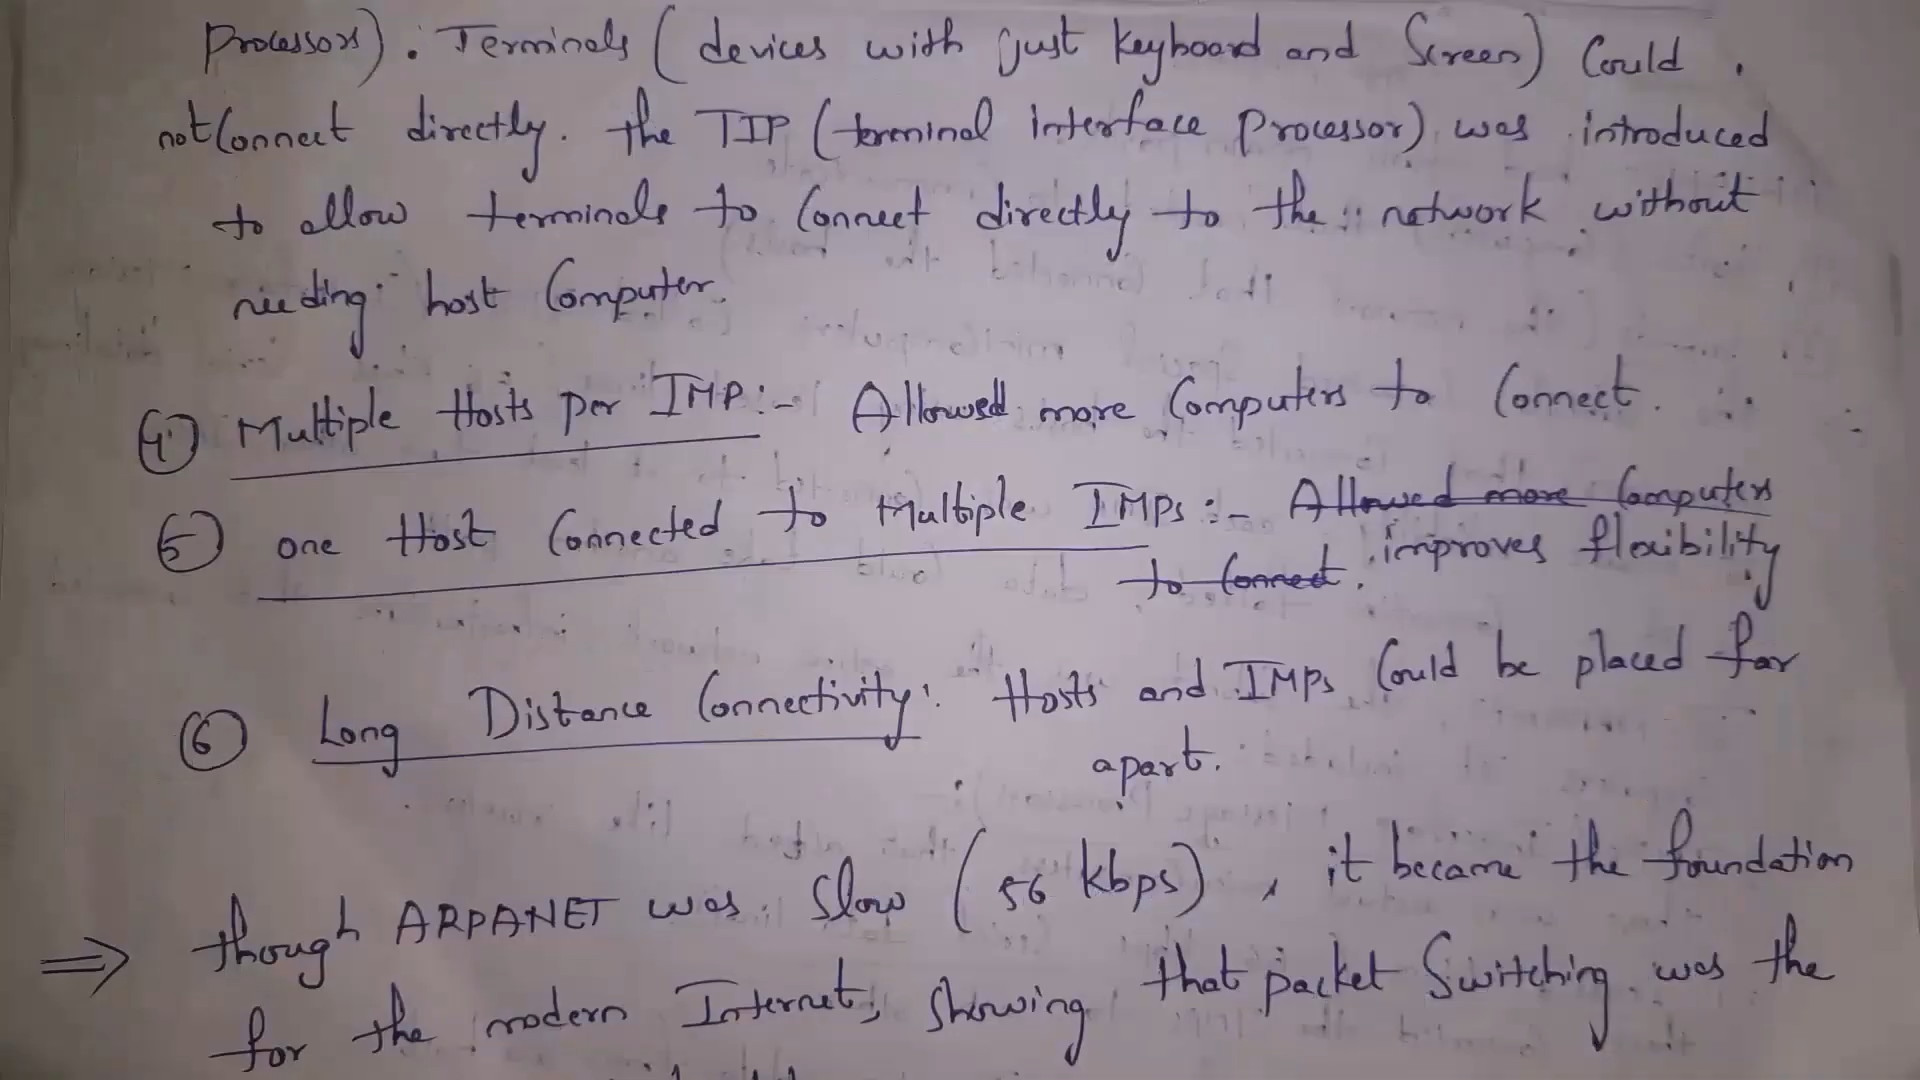 Processors). Terminals (devices with just keyboard and Screen) Could
not Connect directly. the TIP (terminal interface Processor) was introduced
to allow terminals to Connect directly to the network without
needing host Computer.
④ Multiple Hosts per IMP:- Allowed more Computers to Connect.
⑤ one Host Connected to Multiple IMPs:- Allowed more Computers
to Connect. improves flexibility
⑥ Long Distance Connectivity: Hosts and IMPs Could be placed far
apart.
⇒ though ARPANET was Slow (56 kbps), it became the foundation
for the modern Internet, Showing that packet Switching was the